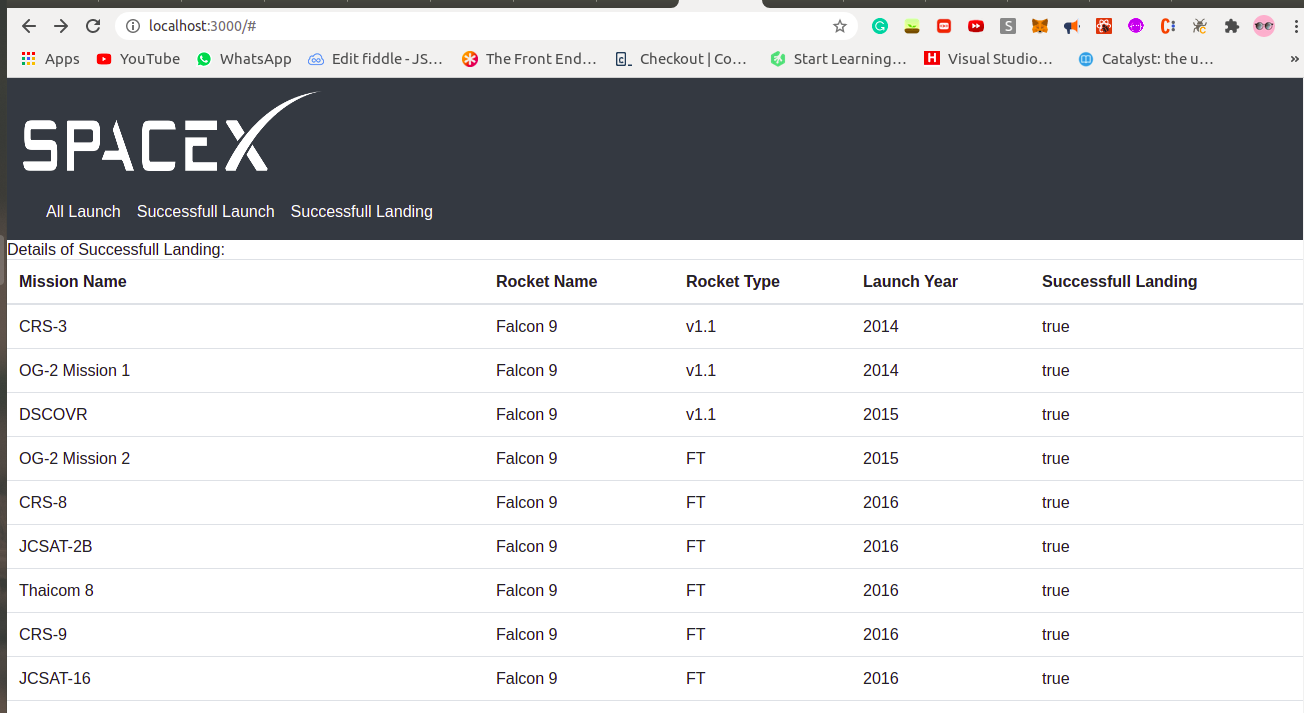 localhost:3000/#
Apps YouTube WhatsApp Edit fiddle - JS... The Front End... Checkout | Co... Start Learning... Visual Studio... Catalyst: the u... »
SPACEX
All Launch Successfull Launch Successfull Landing
Details of Successfull Landing:
Mission Name Rocket Name Rocket Type Launch Year Successfull Landing
CRS-3 Falcon 9 v1.1 2014 true
OG-2 Mission 1 Falcon 9 v1.1 2014 true
DSCOVR Falcon 9 v1.1 2015 true
OG-2 Mission 2 Falcon 9 FT 2015 true
CRS-8 Falcon 9 FT 2016 true
JCSAT-2B Falcon 9 FT 2016 true
Thaicom 8 Falcon 9 FT 2016 true
CRS-9 Falcon 9 FT 2016 true
JCSAT-16 Falcon 9 FT 2016 true